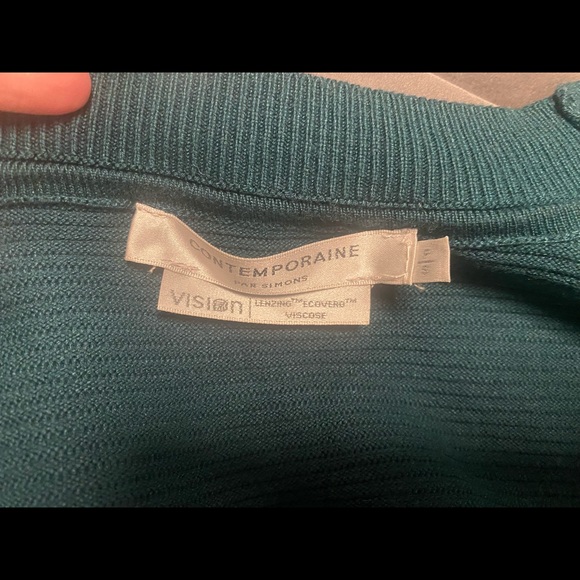 CONTEMPORAINE
PAR SIMONS
VISION
LENZING™ ECOVERO™
VISCOSE